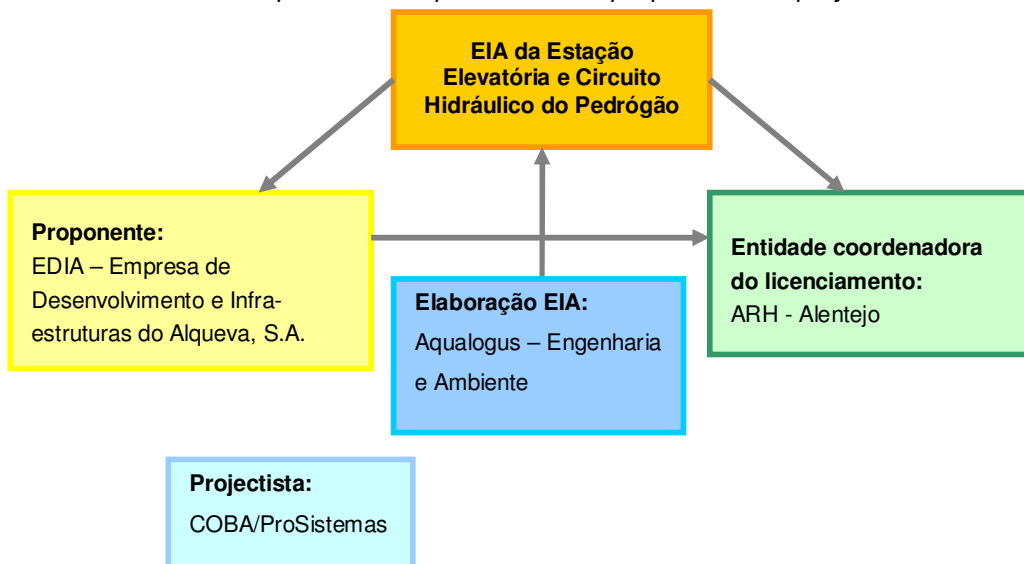 EIA da Estação
Elevatória e Circuito
Hidráulico do Pedrógão
Proponente:
EDIA – Empresa de
Desenvolvimento e Infra-
estruturas do Alqueva, S.A.
Elaboração EIA:
Aqualogus – Engenharia
e Ambiente
Entidade coordenadora
do licenciamento:
ARH - Alentejo
Projectista:
COBA/ProSistemas